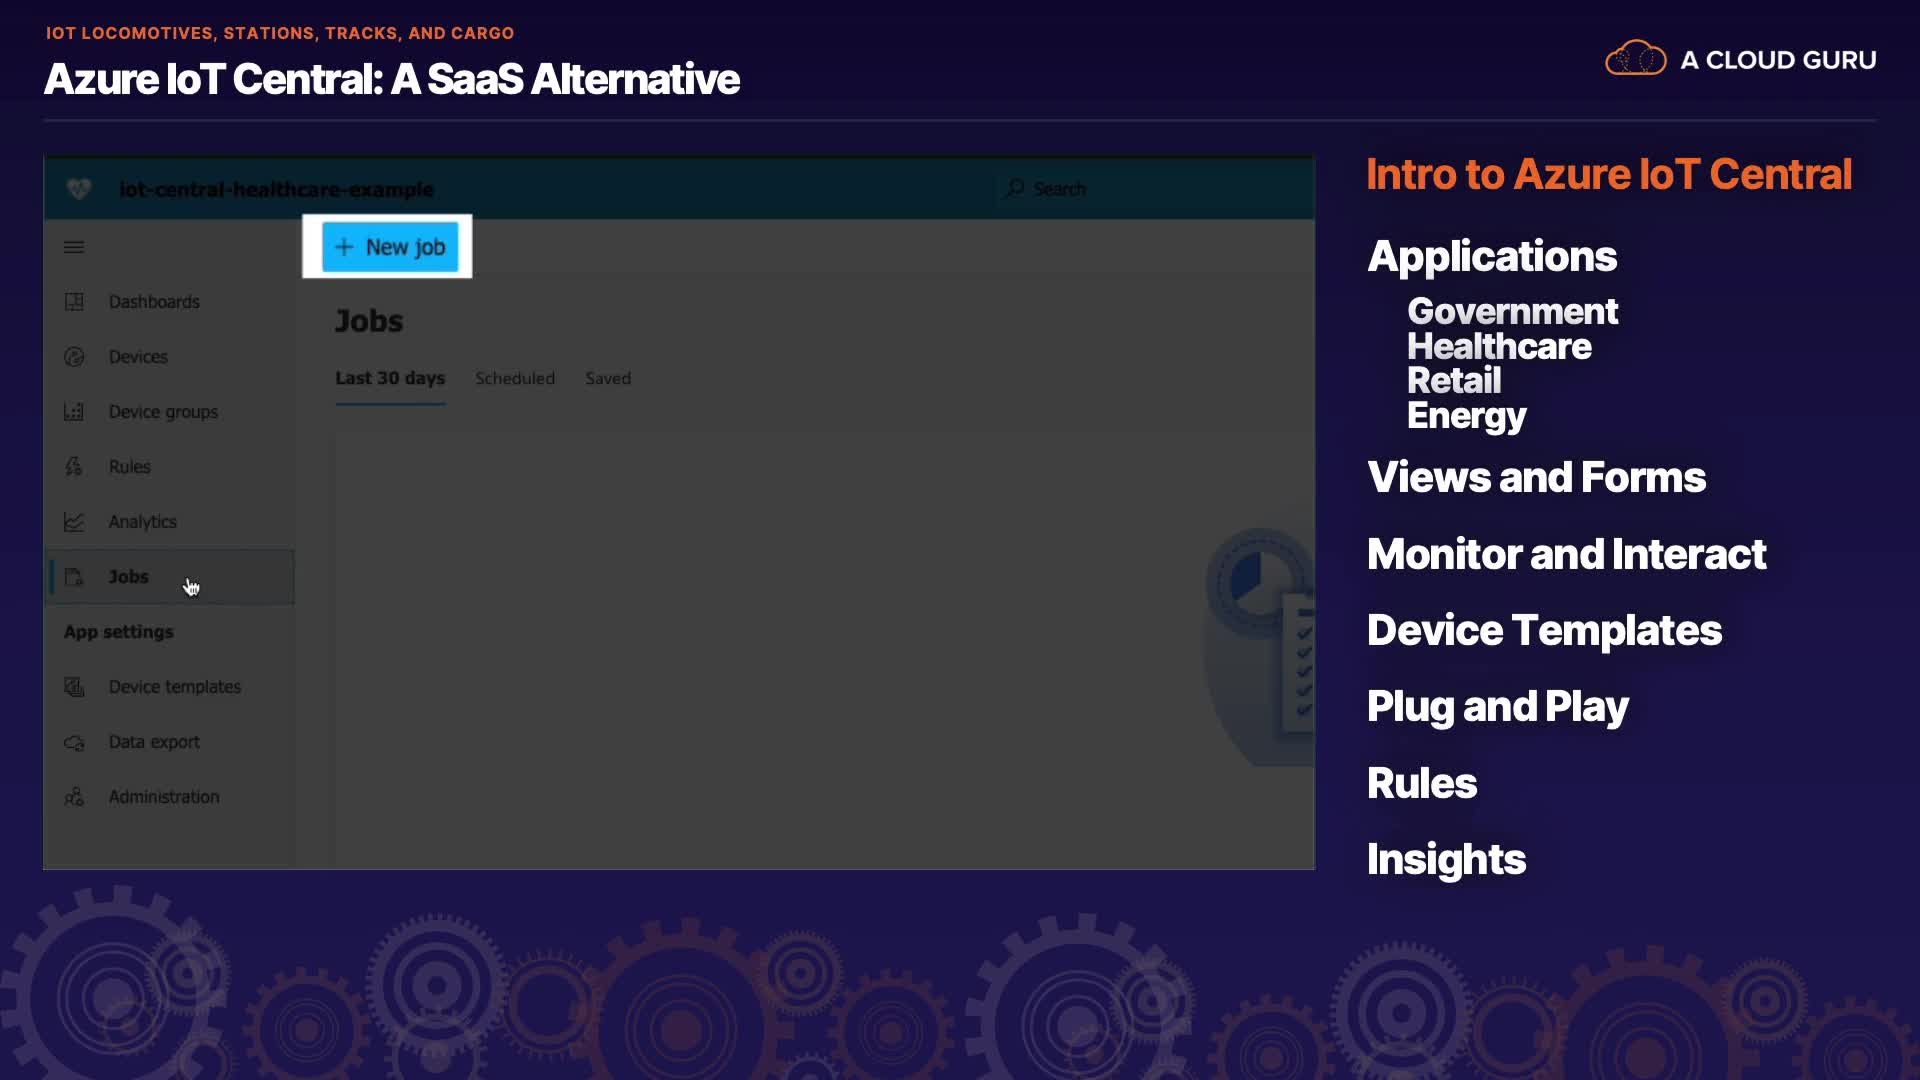 IOT LOCOMOTIVES, STATIONS, TRACKS, AND CARGO
Azure IoT Central: A SaaS Alternative
A CLOUD GURU
iot-central-healthcare-example
Search
+ New job
Dashboards
Devices
Device groups
Rules
Analytics
Jobs
App settings
Device templates
Data export
Administration
Jobs
Last 30 days Scheduled Saved
Intro to Azure IoT Central
Applications
Government
Healthcare
Retail
Energy
Views and Forms
Monitor and Interact
Device Templates
Plug and Play
Rules
Insights